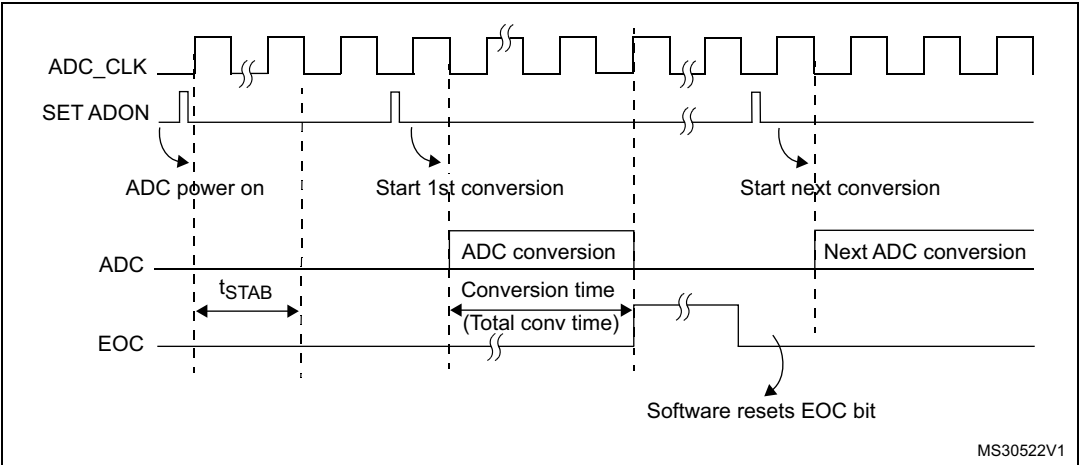 ADC_CLK
SET ADON
ADC power on
Start 1st conversion
Start next conversion
ADC
ADC conversion
Next ADC conversion
tSTAB
Conversion time
(Total conv time)
EOC
Software resets EOC bit
MS30522V1